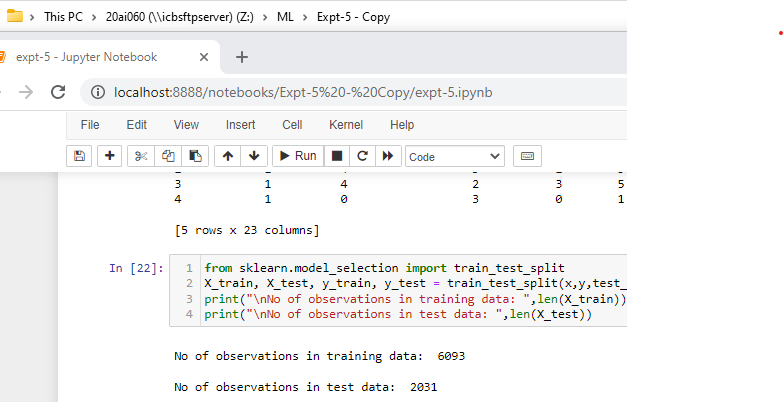 This PC > 20ai060 (\\icbsftpserver) (Z:) > ML > Expt-5 - Copy
expt-5 - Jupyter Notebook
localhost:8888/notebooks/Expt-5%20-%20Copy/expt-5.ipynb
File Edit View Insert Cell Kernel Help
Run Code
3 1 4 2 3 5
4 1 0 3 0 1
[5 rows x 23 columns]
In [22]: 1 from sklearn.model_selection import train_test_split
2 X_train, X_test, y_train, y_test = train_test_split(x,y,test_
3 print("\nNo of observations in training data: ",len(X_train))
4 print("\nNo of observations in test data: ",len(X_test))
No of observations in training data:  6093
No of observations in test data:  2031